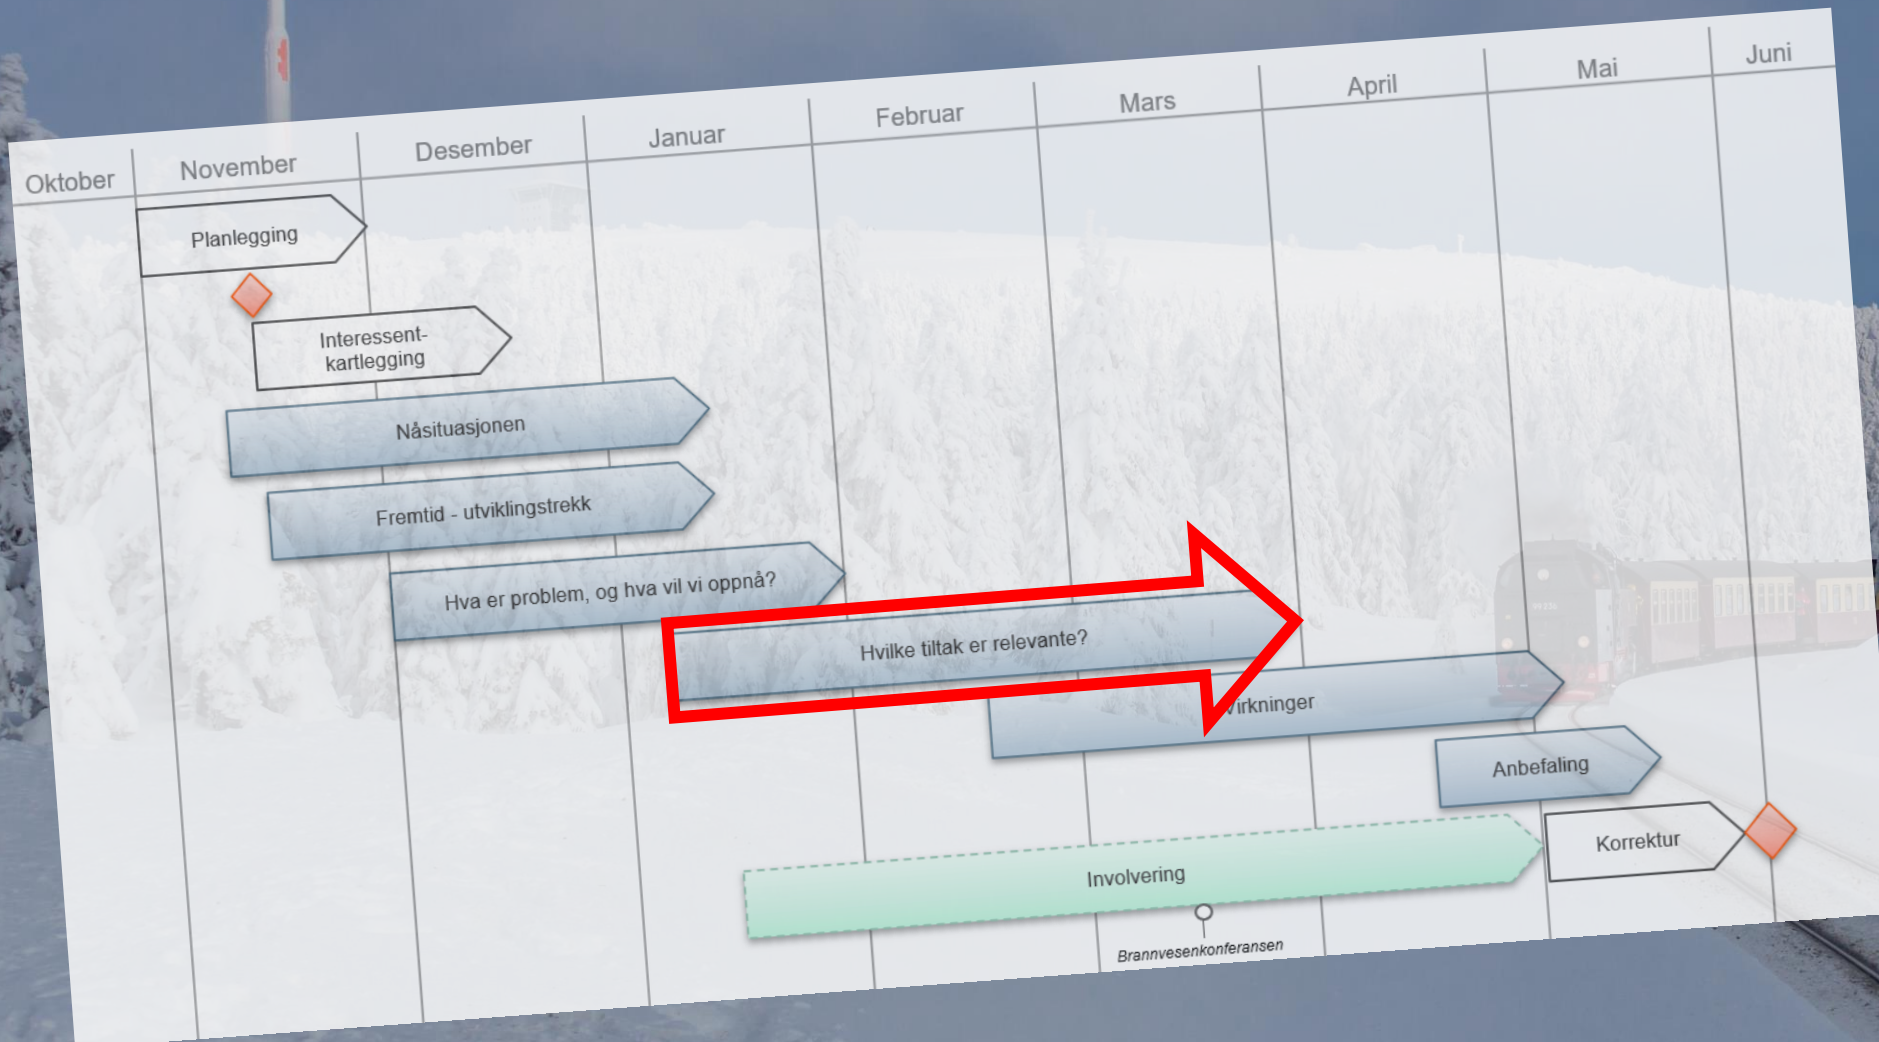 Oktober
November
Desember
Januar
Februar
Mars
April
Mai
Juni
Planlegging
Interessent-
kartlegging
Nåsituasjonen
Fremtid - utviklingstrekk
Hva er problem, og hva vil vi oppnå?
Hvilke tiltak er relevante?
Virkninger
Anbefaling
Korrektur
Involvering
Brannvesenkonferansen